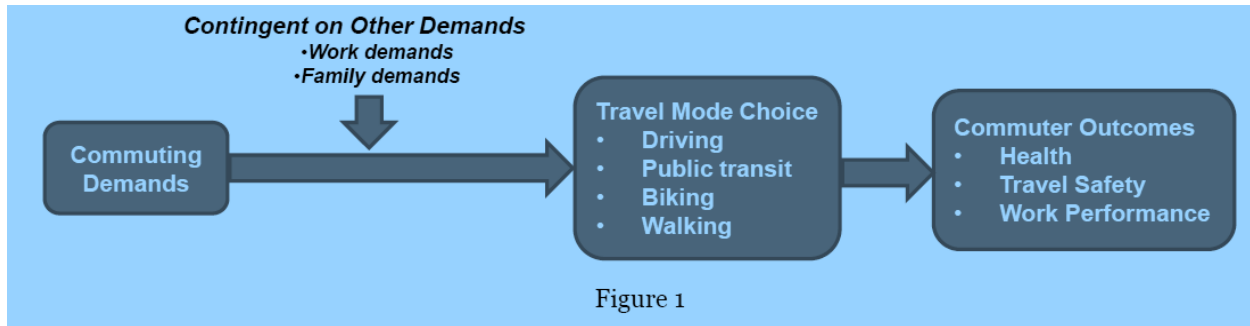 Contingent on Other Demands
•Work demands
•Family demands
Commuting
Demands
Travel Mode Choice
• Driving
• Public transit
• Biking
• Walking
Commuter Outcomes
• Health
• Travel Safety
• Work Performance
Figure 1